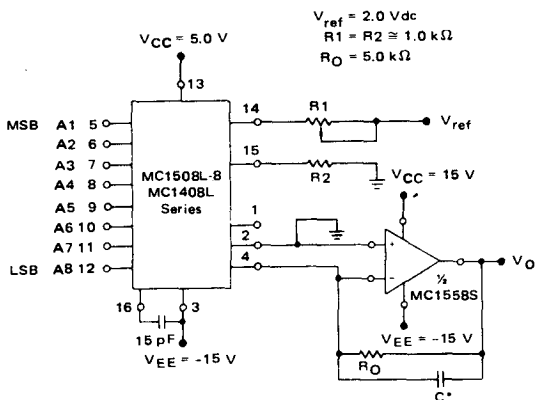 Vref = 2.0 Vdc
R1 = R2 ≅ 1.0 kΩ
RO = 5.0 kΩ
VCC = 5.0 V
13
MSB A1 5
A2 6
A3 7
A4 8
A5 9
A6 10
A7 11
LSB A8 12
MC1508L-8
MC1408L
Series
14
R1
Vref
15
R2
1
2
4
VCC = 15 V
+
−
½
MC1558S
VO
VEE = -15 V
16
3
15 pF
VEE = -15 V
RO
C*